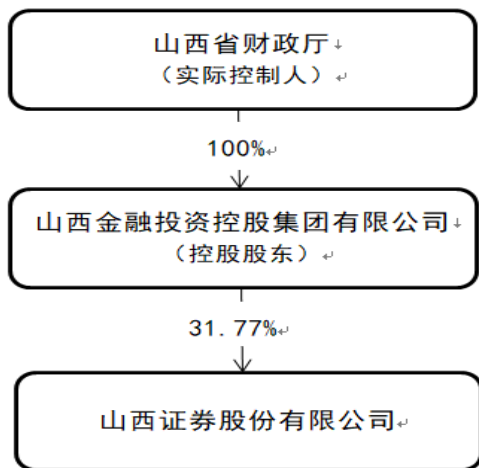 山西省财政厅
（实际控制人）
100%
山西金融投资控股集团有限公司
（控股股东）
31.77%
山西证券股份有限公司